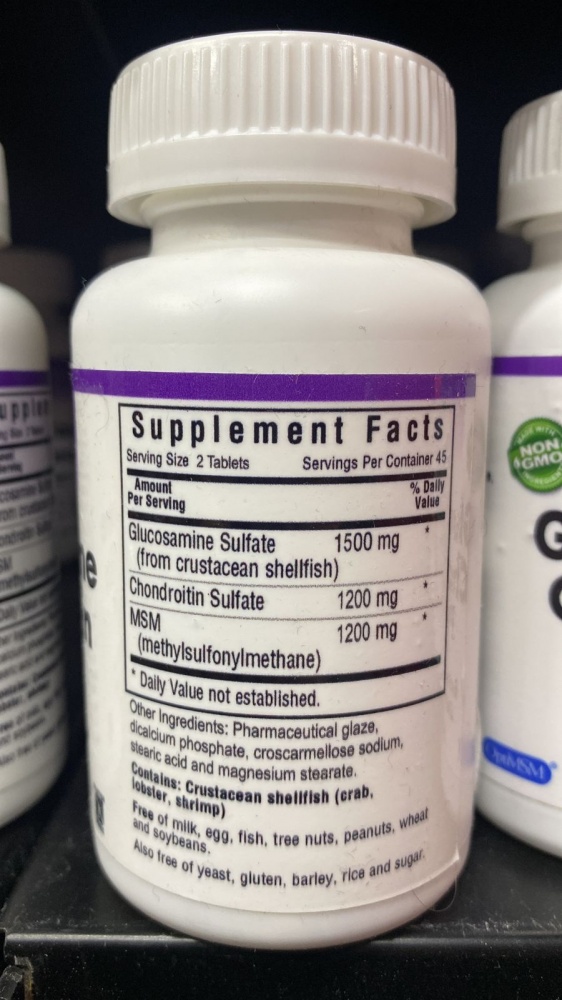 Supplement Facts
Serving Size 2 Tablets Servings Per Container 45
Amount Per Serving
% Daily Value
Glucosamine Sulfate 1500 mg *
(from crustacean shellfish)
Chondroitin Sulfate 1200 mg *
MSM 1200 mg *
(methylsulfonylmethane)
* Daily Value not established.
Other Ingredients: Pharmaceutical glaze,
dicalcium phosphate, croscarmellose sodium,
stearic acid and magnesium stearate.
Contains: Crustacean shellfish (crab,
lobster, shrimp)
Free of milk, egg, fish, tree nuts, peanuts, wheat
and soybeans.
Also free of yeast, gluten, barley, rice and sugar.
NON
GMO
OptiMSM®